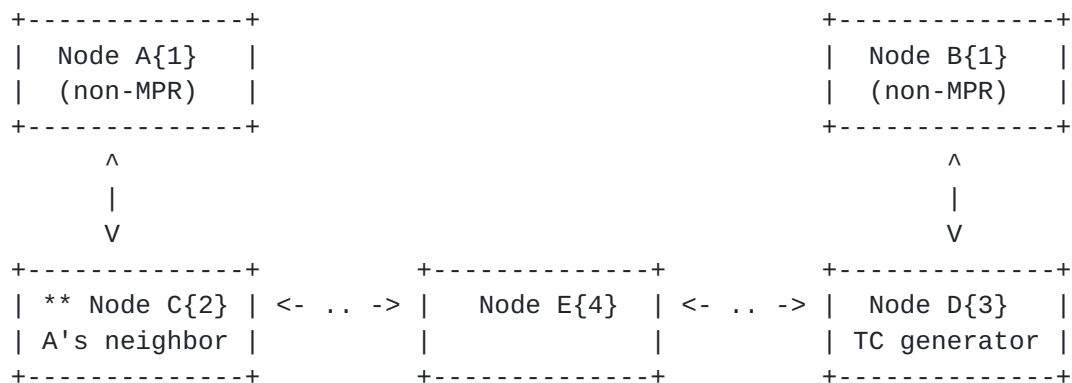 +--------------+ +--------------+
| Node A{1} | | Node B{1} |
| (non-MPR) | | (non-MPR) |
+--------------+ +--------------+
^ ^
| |
V V
+--------------+ +--------------+ +--------------+
| ** Node C{2} | <- .. -> | Node E{4} | <- .. -> | Node D{3} |
| A's neighbor | | | | TC generator |
+--------------+ +--------------+ +--------------+